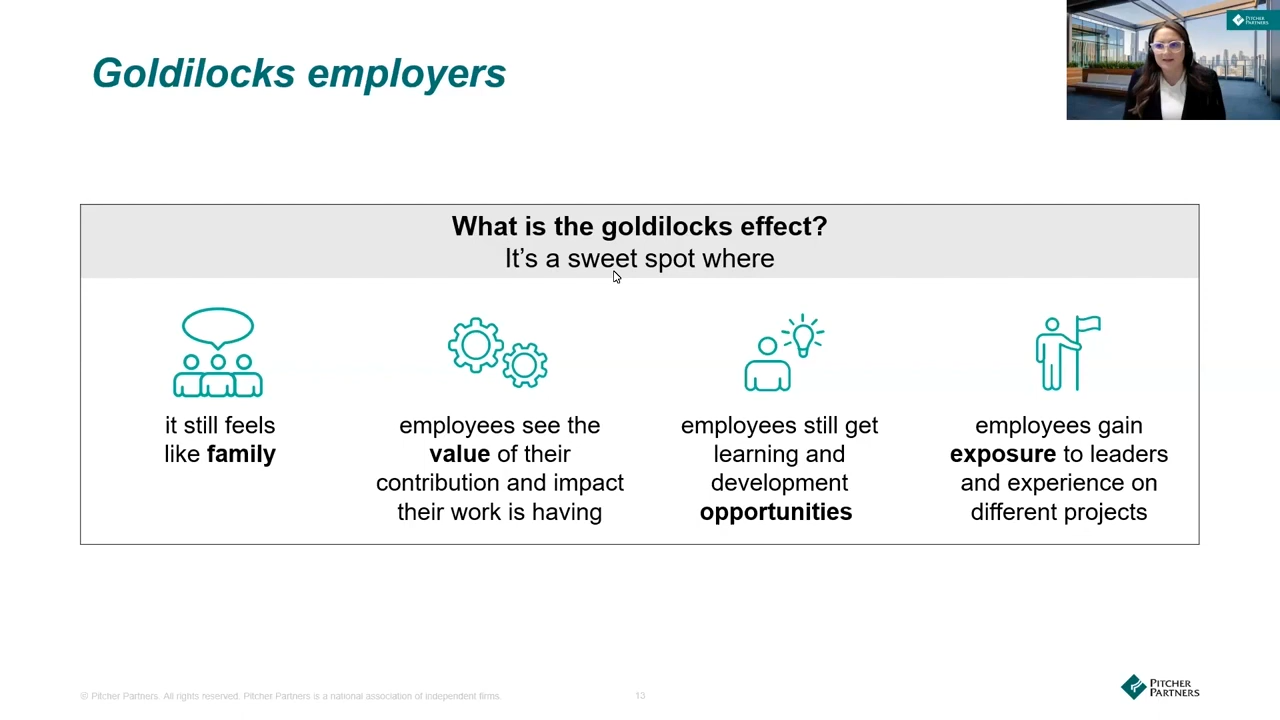 Goldilocks employers
PITCHER
PARTNERS
What is the goldilocks effect?
It’s a sweet spot where
it still feels
like family
employees see the
value of their
contribution and impact
their work is having
employees still get
learning and
development
opportunities
employees gain
exposure to leaders
and experience on
different projects
© Pitcher Partners. All rights reserved. Pitcher Partners is a national association of independent firms.
13
PITCHER
PARTNERS